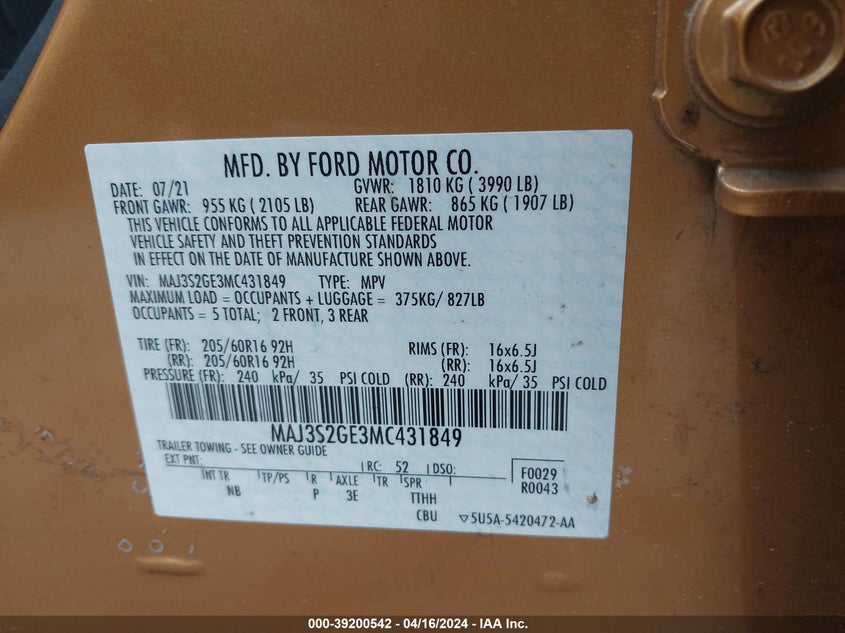 MFD. BY FORD MOTOR CO.
DATE: 07/21 GVWR: 1810 KG ( 3990 LB)
FRONT GAWR: 955 KG ( 2105 LB) REAR GAWR: 865 KG ( 1907 LB)
THIS VEHICLE CONFORMS TO ALL APPLICABLE FEDERAL MOTOR
VEHICLE SAFETY AND THEFT PREVENTION STANDARDS
IN EFFECT ON THE DATE OF MANUFACTURE SHOWN ABOVE.
VIN: MAJ3S2GE3MC431849 TYPE: MPV
MAXIMUM LOAD = OCCUPANTS + LUGGAGE = 375KG/ 827LB
OCCUPANTS = 5 TOTAL; 2 FRONT, 3 REAR
TIRE (FR): 205/60R16 92H RIMS (FR): 16x6.5J
(RR): 205/60R16 92H (RR): 16x6.5J
PRESSURE (FR): 240 kPa/ 35 PSI COLD (RR): 240 kPa/ 35 PSI COLD
MAJ3S2GE3MC431849
TRAILER TOWING - SEE OWNER GUIDE
EXT PNT: RC: 52 DSO: F0029
INT TR TP/PS R AXLE TR SPR R0043
NB P 3E TTHH
CBU ▽5U5A-5420472-AA
000-39200542 - 04/16/2024 - IAA Inc.